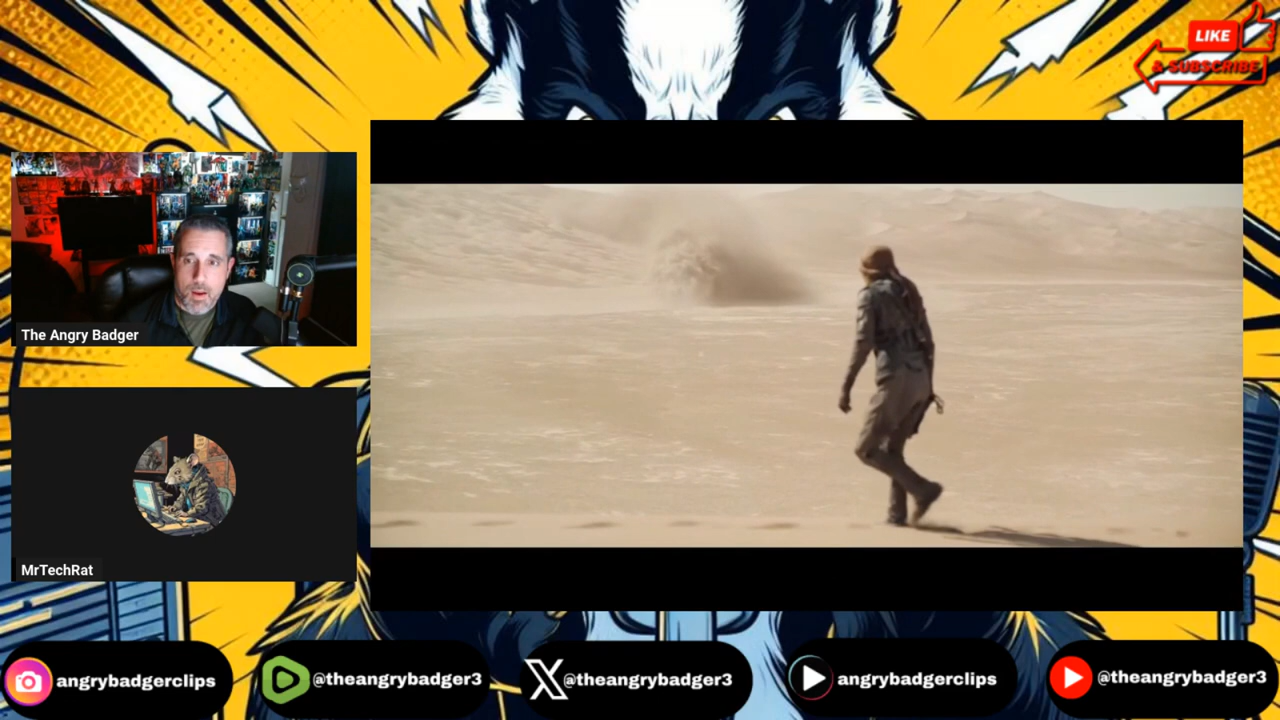 LIKE
& SUBSCRIBE
The Angry Badger
MrTechRat
angrybadgerclips
@theangrybadger3
@theangrybadger3
angrybadgerclips
@theangrybadger3